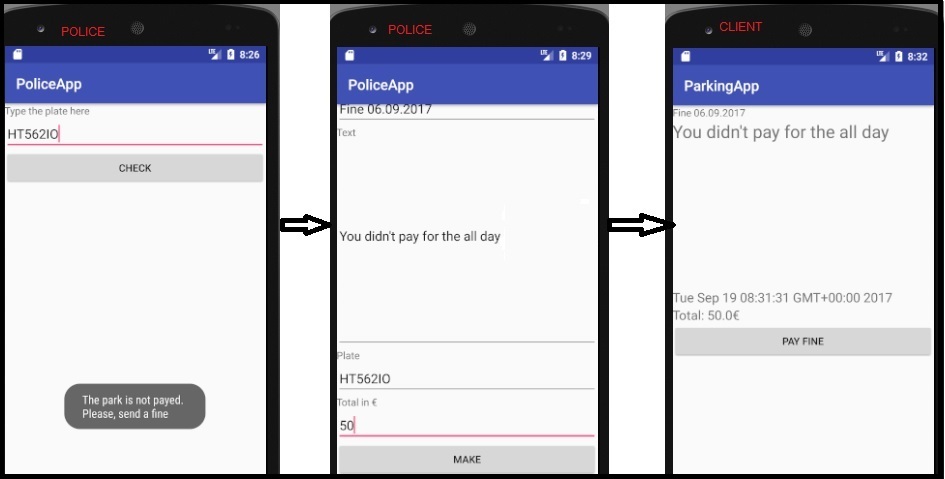 POLICE
LTE 8:26
PoliceApp
Type the plate here
HT562IO
CHECK
The park is not payed.
Please, send a fine
POLICE
LTE 8:29
PoliceApp
Fine 06.09.2017
Text
You didn't pay for the all day
Plate
HT562IO
Total in €
50
MAKE
CLIENT
LTE 8:32
ParkingApp
Fine 06.09.2017
You didn't pay for the all day
Tue Sep 19 08:31:31 GMT+00:00 2017
Total: 50.0€
PAY FINE